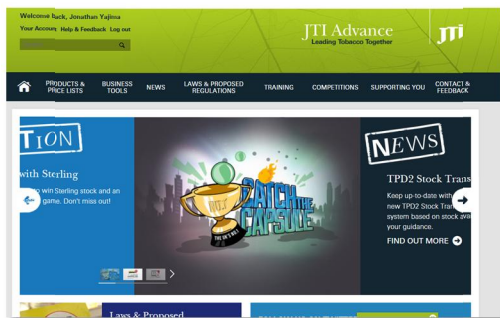 Welcome back, Jonathan Yajima
Your Account Help & Feedback Log out
JTI Advance
Leading Tobacco Together
JTi
PRODUCTS & PRICE LISTS
BUSINESS TOOLS
NEWS
LAWS & PROPOSED REGULATIONS
TRAINING
COMPETITIONS
SUPPORTING YOU
CONTACT & FEEDBACK
TION
with Sterling
to win Sterling stock and an
game. Don't miss out!
CATCH THE CAPSULE
NEWS
TPD2 Stock Trans
Keep up-to-date with
new TPD2 Stock Tran
system based on stock ava
your guidance.
FIND OUT MORE
Laws & Proposed